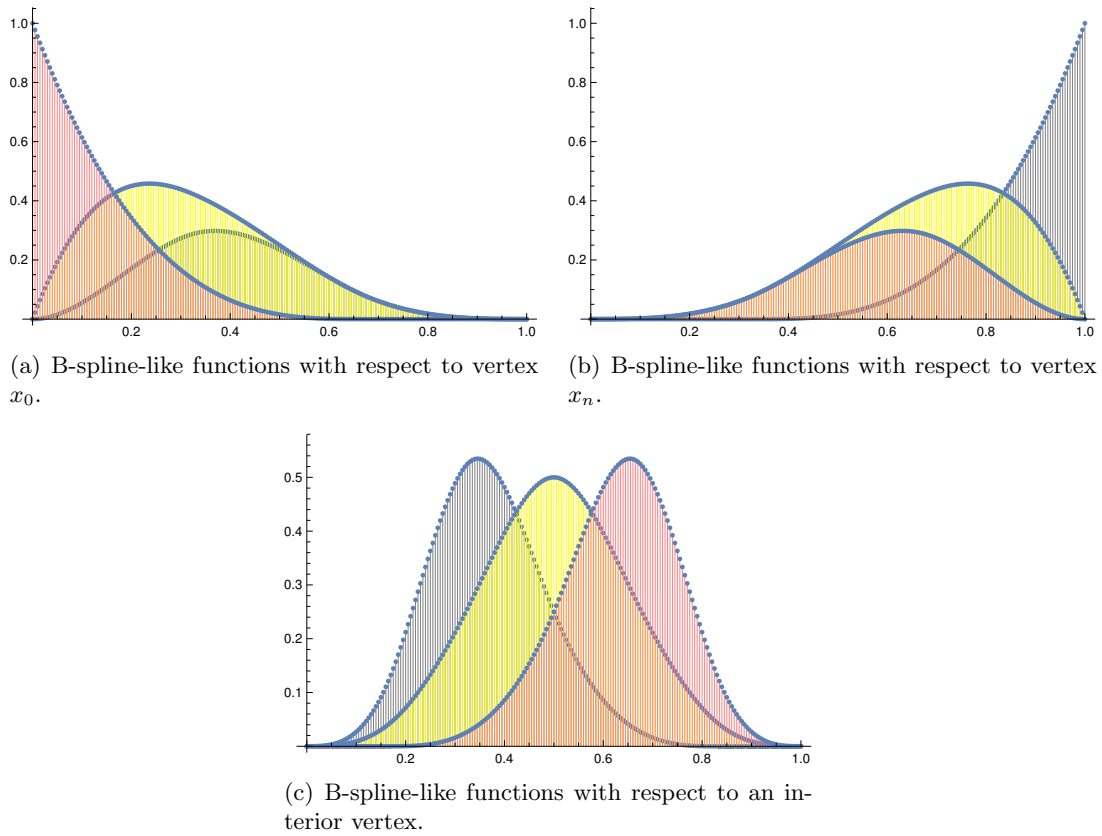 1.0
0.8
0.6
0.4
0.2
0.2 0.4 0.6 0.8 1.0
(a) B-spline-like functions with respect to vertex
x0.
1.0
0.8
0.6
0.4
0.2
0.2 0.4 0.6 0.8 1.0
(b) B-spline-like functions with respect to vertex
xn.
0.5
0.4
0.3
0.2
0.1
0.2 0.4 0.6 0.8 1.0
(c) B-spline-like functions with respect to an in-
terior vertex.